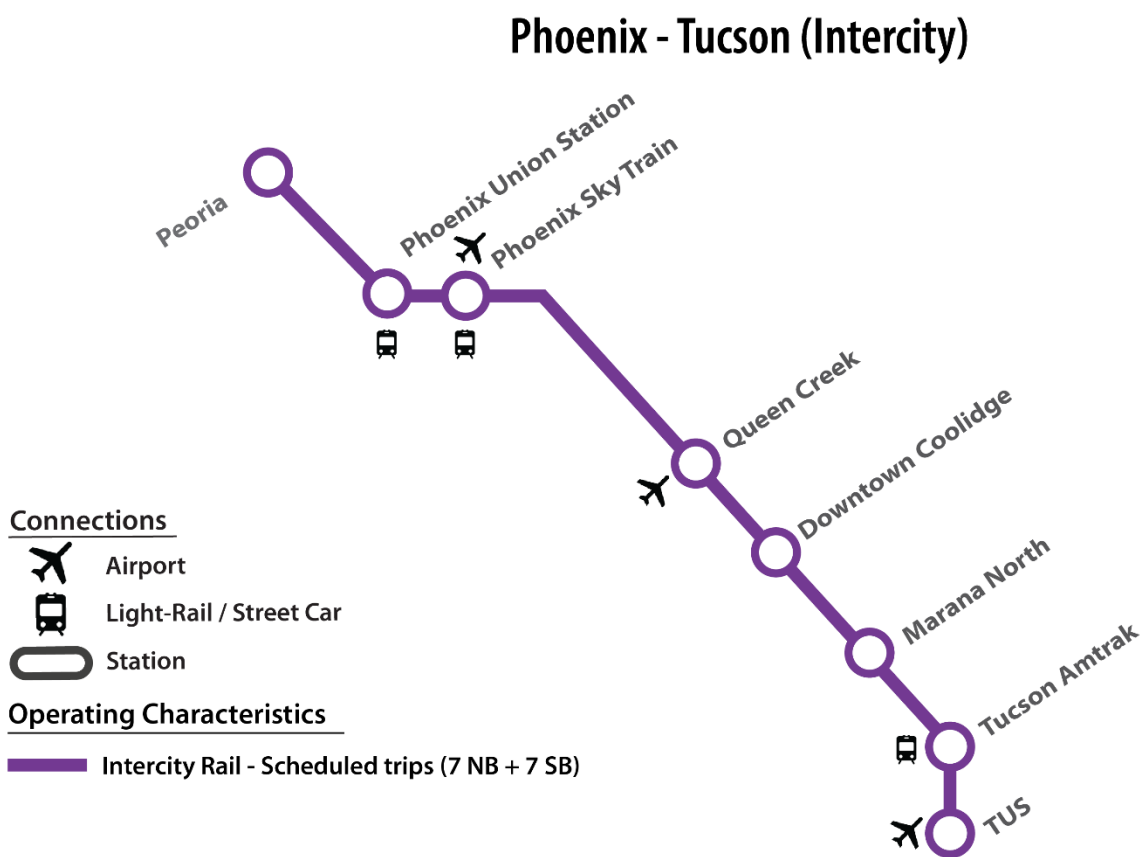 Phoenix - Tucson (Intercity)
Peoria
Phoenix Union Station
Phoenix Sky Train
Queen Creek
Downtown Coolidge
Marana North
Tucson Amtrak
TUS
Connections
Airport
Light-Rail / Street Car
Station
Operating Characteristics
Intercity Rail - Scheduled trips (7 NB + 7 SB)